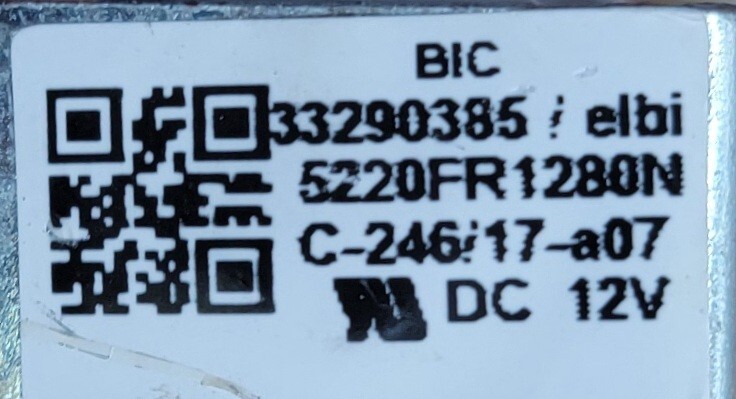 BIC
33290385 / elbi
5220FR1280N
C-246/17-a07
DC 12V